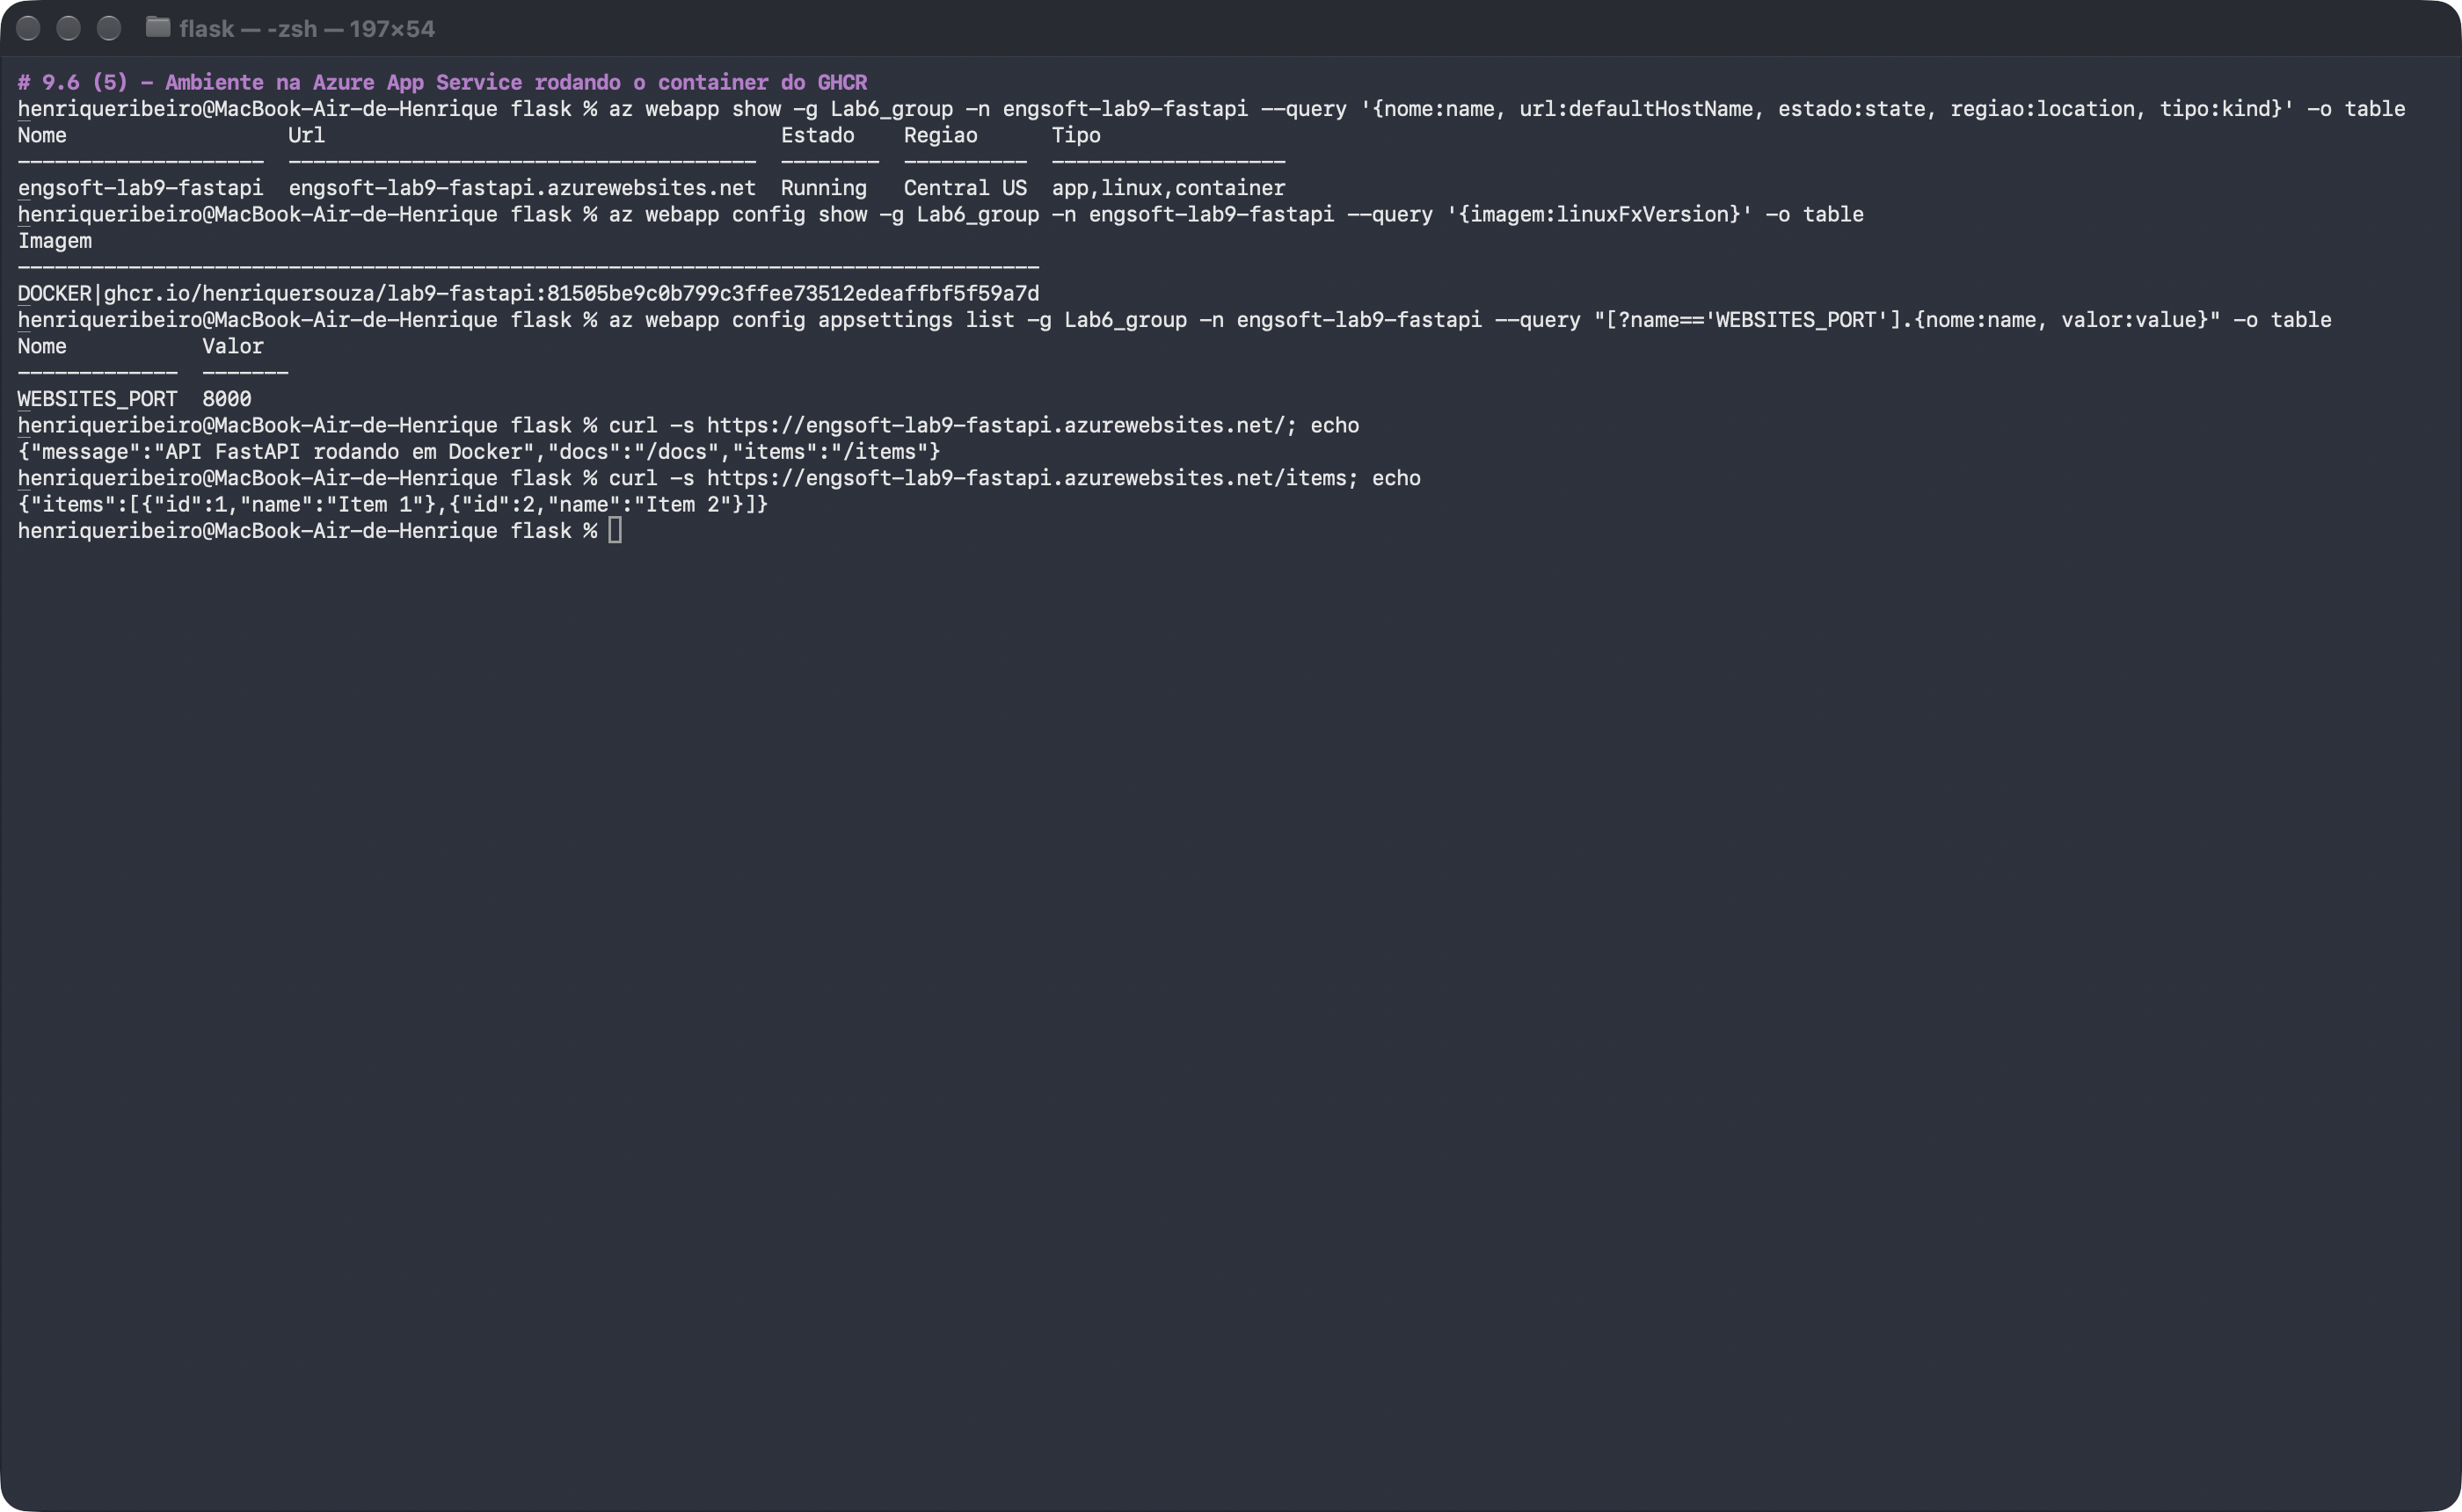 flask — -zsh — 197×54
# 9.6 (5) — Ambiente na Azure App Service rodando o container do GHCR
henriqueribeiro@MacBook-Air-de-Henrique flask % az webapp show -g Lab6_group -n engsoft-lab9-fastapi --query '{nome:name, url:defaultHostName, estado:state, regiao:location, tipo:kind}' -o table
Nome                  Url                                     Estado    Regiao      Tipo
--------------------  --------------------------------------  --------  ----------  -------------------
engsoft-lab9-fastapi  engsoft-lab9-fastapi.azurewebsites.net  Running   Central US  app,linux,container
henriqueribeiro@MacBook-Air-de-Henrique flask % az webapp config show -g Lab6_group -n engsoft-lab9-fastapi --query '{imagem:linuxFxVersion}' -o table
Imagem
-----------------------------------------------------------------------------------
DOCKER|ghcr.io/henriquersouza/lab9-fastapi:81505be9c0b799c3ffee73512edeaffbf5f59a7d
henriqueribeiro@MacBook-Air-de-Henrique flask % az webapp config appsettings list -g Lab6_group -n engsoft-lab9-fastapi --query "[?name=='WEBSITES_PORT'].{nome:name, valor:value}" -o table
Nome           Valor
-------------  -------
WEBSITES_PORT  8000
henriqueribeiro@MacBook-Air-de-Henrique flask % curl -s https://engsoft-lab9-fastapi.azurewebsites.net/; echo
{"message":"API FastAPI rodando em Docker","docs":"/docs","items":"/items"}
henriqueribeiro@MacBook-Air-de-Henrique flask % curl -s https://engsoft-lab9-fastapi.azurewebsites.net/items; echo
{"items":[{"id":1,"name":"Item 1"},{"id":2,"name":"Item 2"}]}
henriqueribeiro@MacBook-Air-de-Henrique flask %